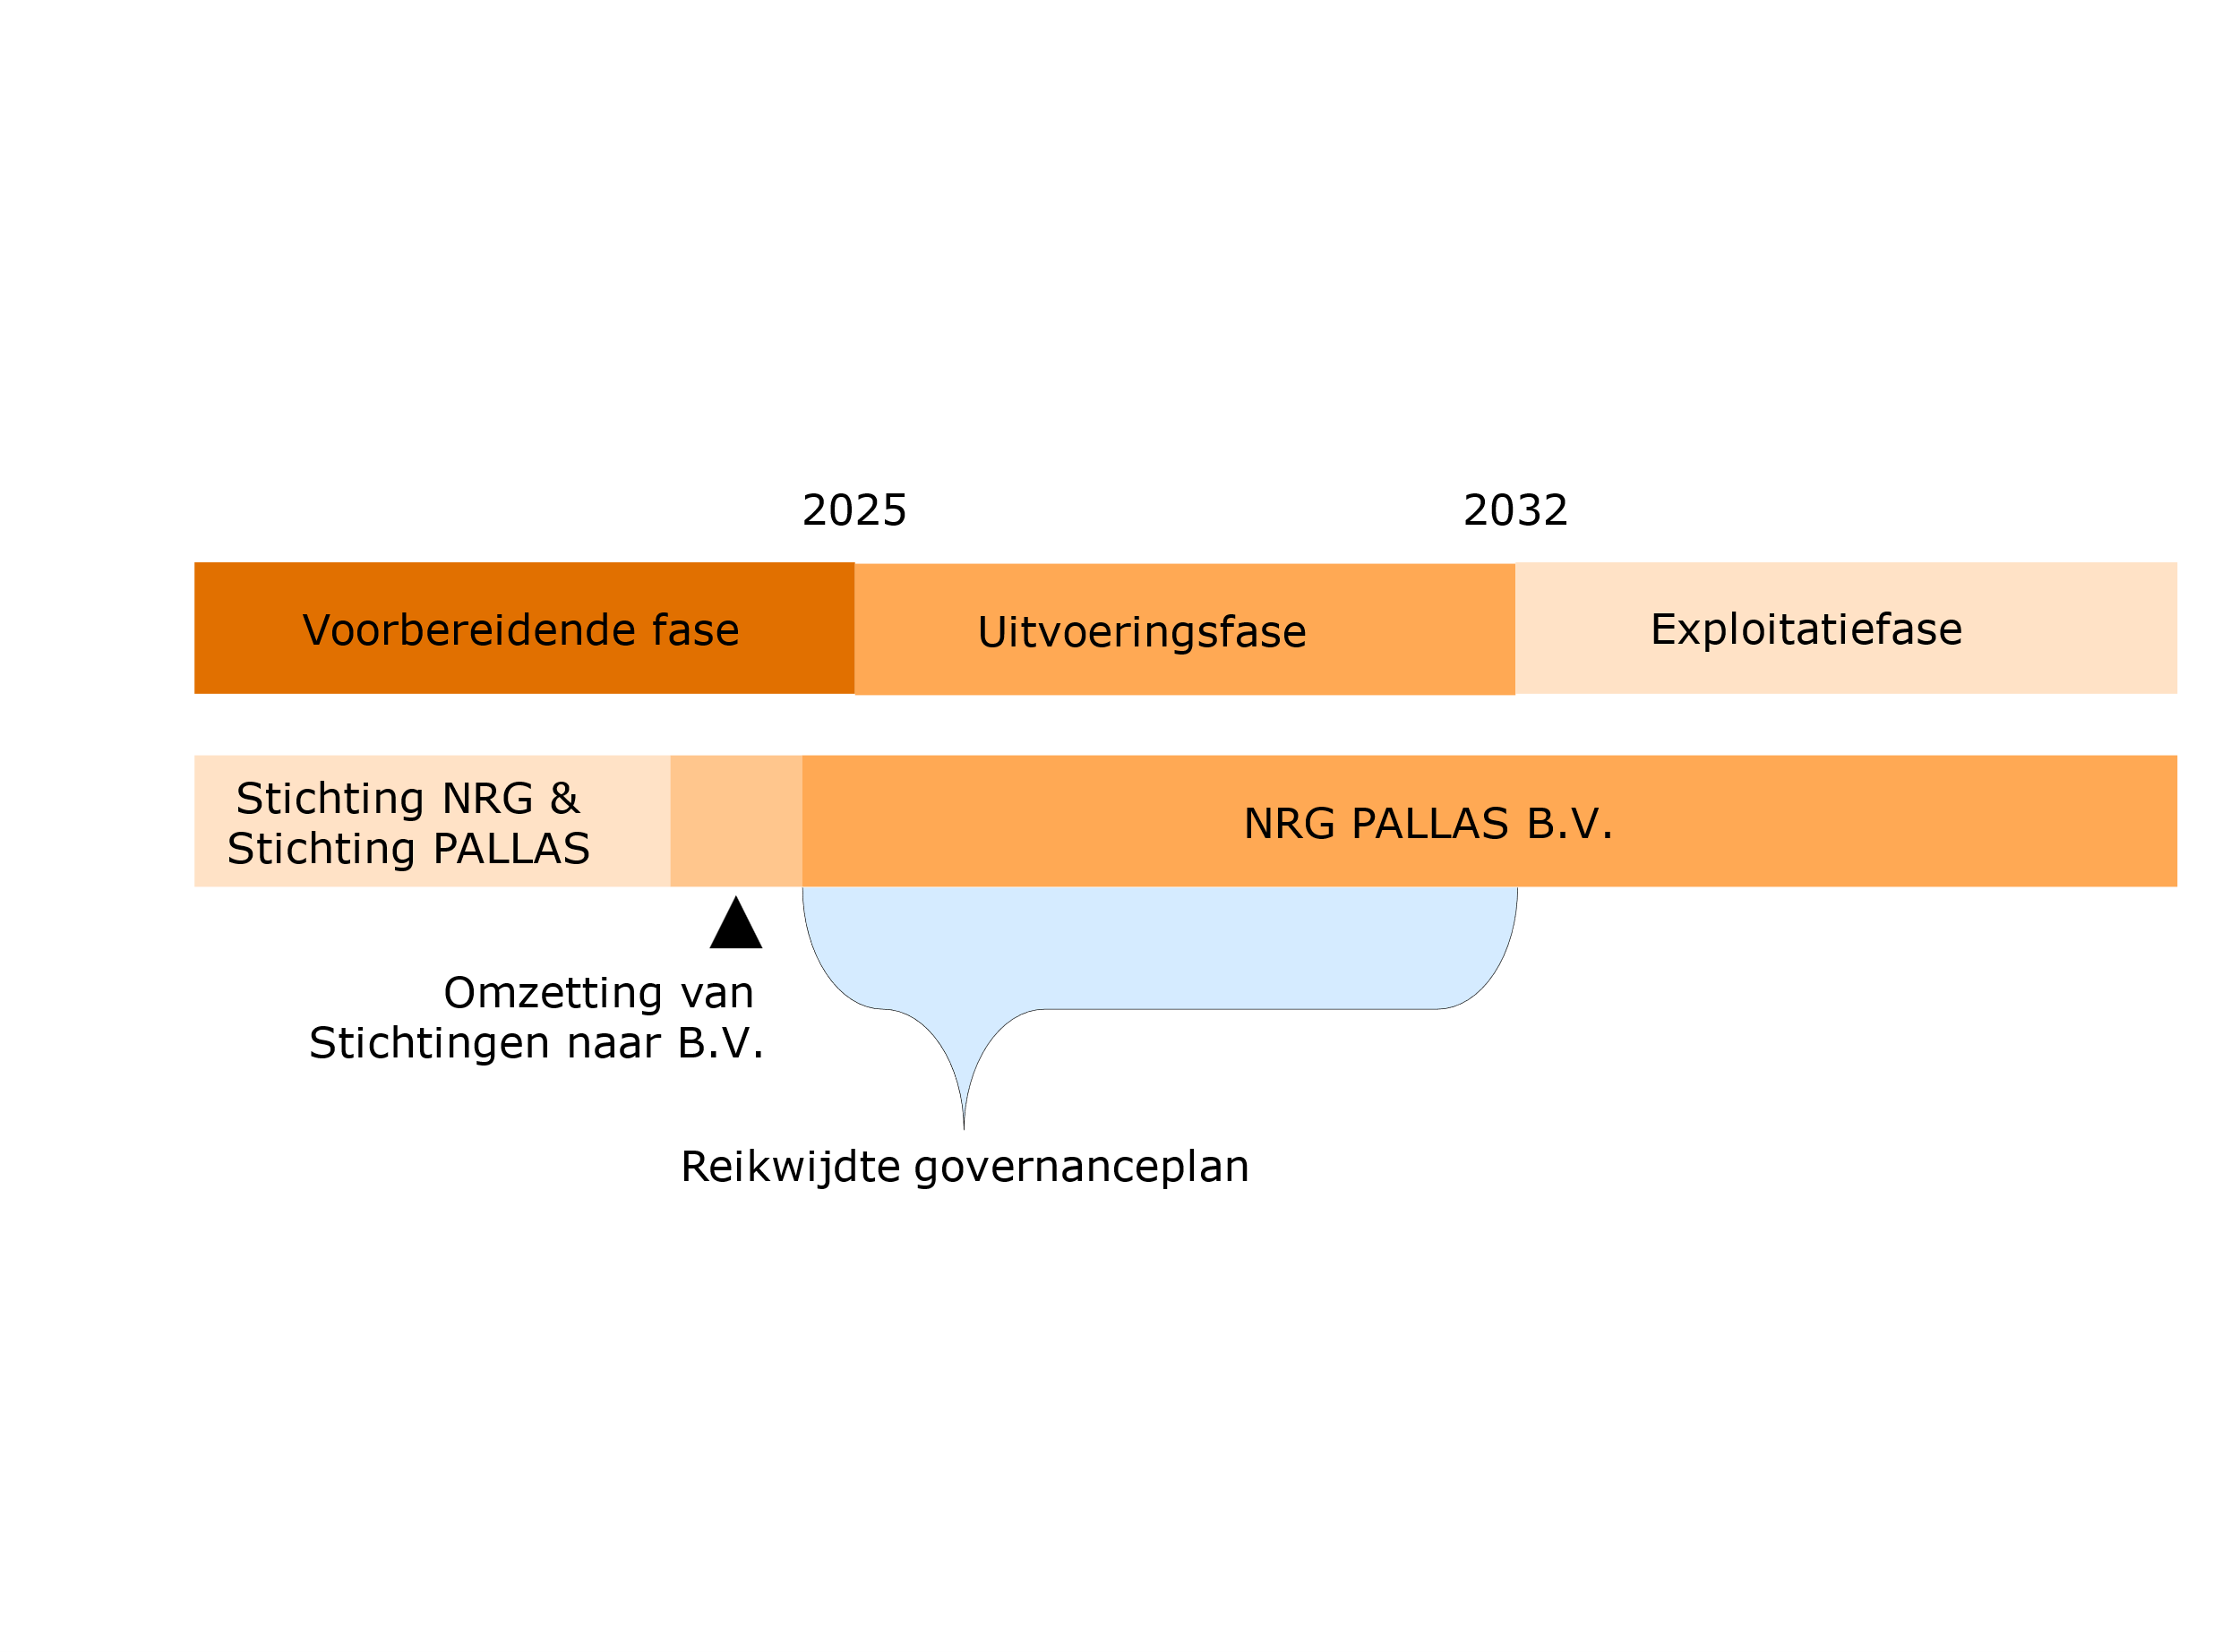 2025
2032
Voorbereidende fase
Uitvoeringsfase
Exploitatiefase
Stichting NRG &
Stichting PALLAS
NRG PALLAS B.V.
Omzetting van
Stichtingen naar B.V.
Reikwijdte governanceplan